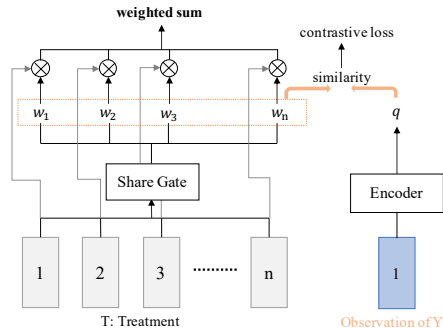 weighted sum
contrastive loss
similarity
w1 w2 w3 wn q
Share Gate
Encoder
1 2 3 .......... n 1
T: Treatment Observation of Y